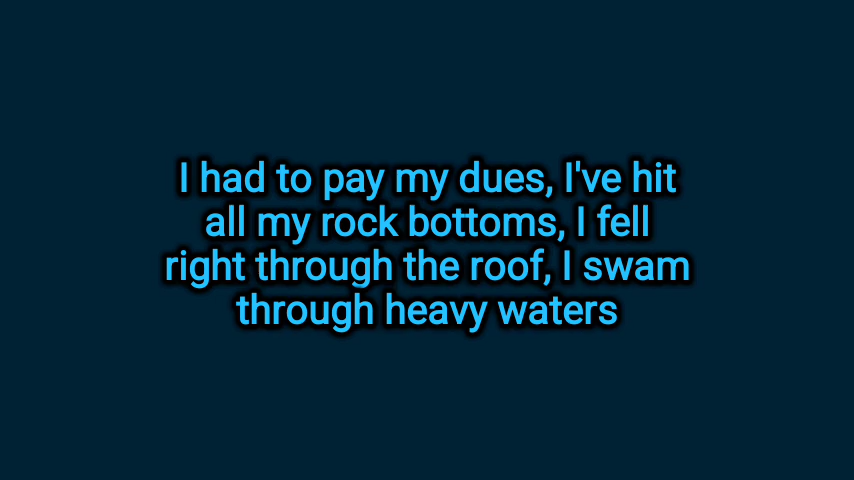 I had to pay my dues, I've hit
all my rock bottoms, I fell
right through the roof, I swam
through heavy waters